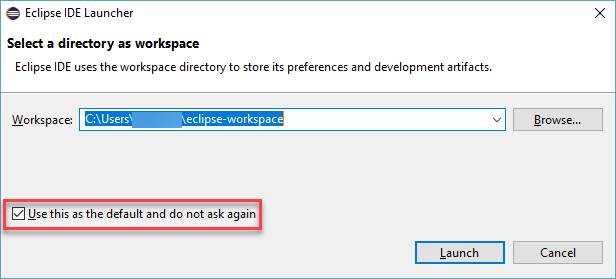 Eclipse IDE Launcher
Select a directory as workspace
Eclipse IDE uses the workspace directory to store its preferences and development artifacts.
Workspace: C:\Users\ \eclipse-workspace Browse...
Use this as the default and do not ask again
Launch Cancel